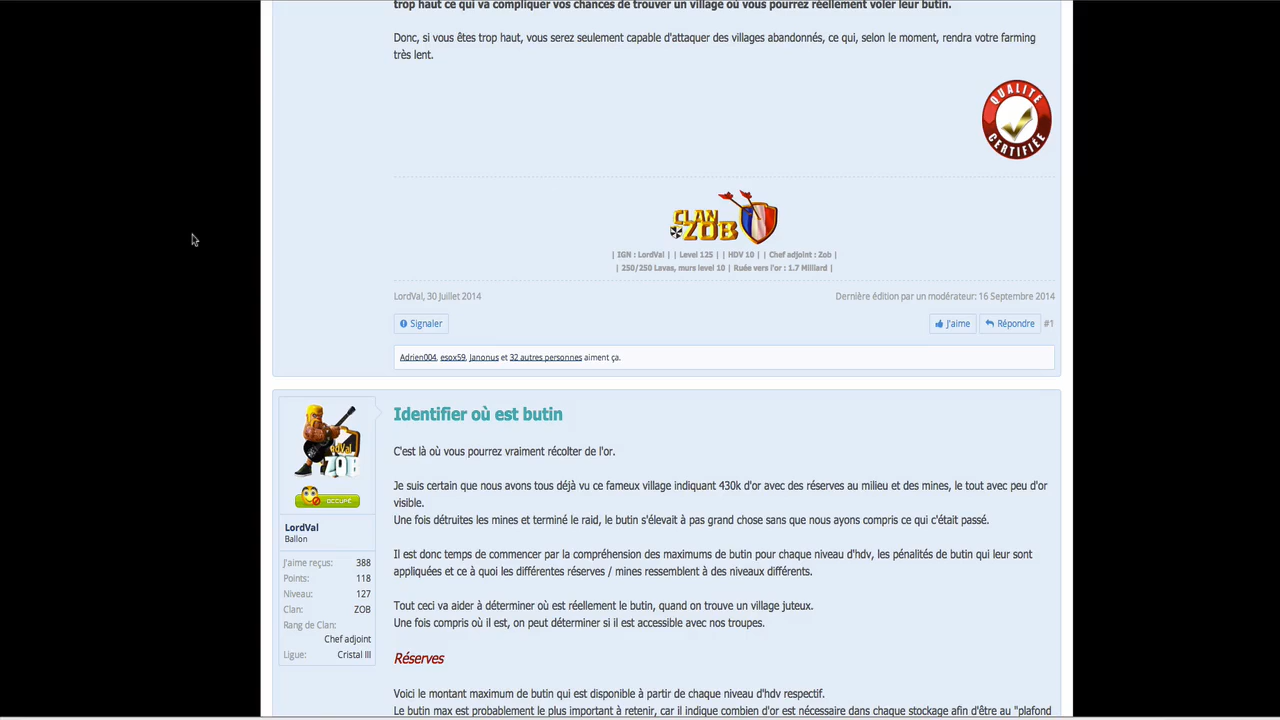 trop haut ce qui va compliquer vos chances de trouver un village où vous pourrez réellement voler leur butin.
Donc, si vous êtes trop haut, vous serez seulement capable d'attaquer des villages abandonnés, ce qui, selon le moment, rendra votre farming
très lent.
QUALITÉ
CERTIFIÉE
CLAN
ZOB
| IGN : LordVal | | Level 125 | | HDV 10 | | Chef adjoint : Zob |
| 250/250 Lavas, murs level 10 | Ruée vers l'or : 1.7 Milliard |
LordVal, 30 Juillet 2014
Dernière édition par un modérateur: 16 Septembre 2014
Signaler
J'aime
Répondre
#1
Adrien004, esox59, Janonus et 32 autres personnes aiment ça.
ZOB
OCCUPÉ
LordVal
Ballon
J'aime reçus: 388
Points: 118
Niveau: 127
Clan: ZOB
Rang de Clan:
Chef adjoint
Ligue: Cristal III
Identifier où est butin
C'est là où vous pourrez vraiment récolter de l'or.
Je suis certain que nous avons tous déjà vu ce fameux village indiquant 430k d'or avec des réserves au milieu et des mines, le tout avec peu d'or
visible.
Une fois détruites les mines et terminé le raid, le butin s'élevait à pas grand chose sans que nous ayons compris ce qui c'était passé.
Il est donc temps de commencer par la compréhension des maximums de butin pour chaque niveau d'hdv, les pénalités de butin qui leur sont
appliquées et ce à quoi les différentes réserves / mines ressemblent à des niveaux différents.
Tout ceci va aider à déterminer où est réellement le butin, quand on trouve un village juteux.
Une fois compris où il est, on peut déterminer si il est accessible avec nos troupes.
Réserves
Voici le montant maximum de butin qui est disponible à partir de chaque niveau d'hdv respectif.
Le butin max est probablement le plus important à retenir, car il indique combien d'or est nécessaire dans chaque stockage afin d'être au "plafond